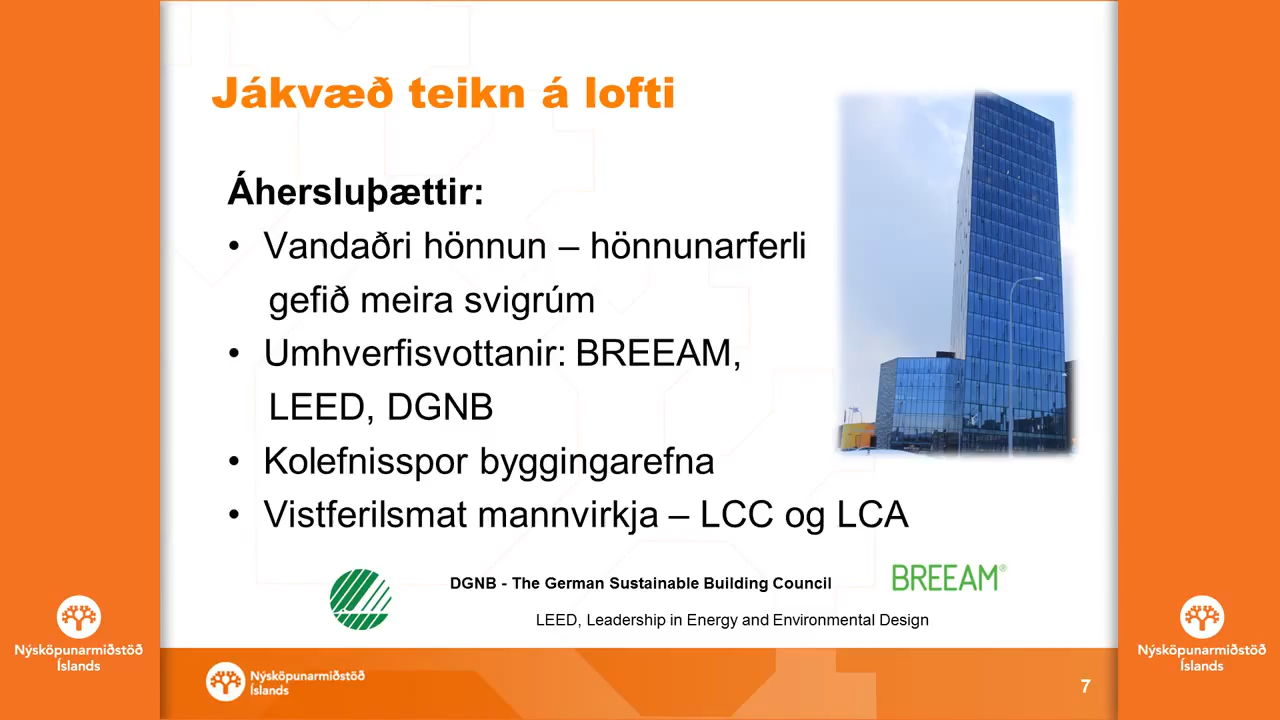 Jákvæð teikn á lofti
Áhersluþættir:
• Vandaðri hönnun – hönnunarferli
gefið meira svigrúm
• Umhverfisvottanir: BREEAM,
LEED, DGNB
• Kolefnisspor byggingarefna
• Vistferilsmat mannvirkja – LCC og LCA
DGNB - The German Sustainable Building Council
BREEAM®
LEED, Leadership in Energy and Environmental Design
Nýsköpunarmiðstöð
Íslands
Nýsköpunarmiðstöð
Íslands
7
Nýsköpunarmiðstöð
Íslands